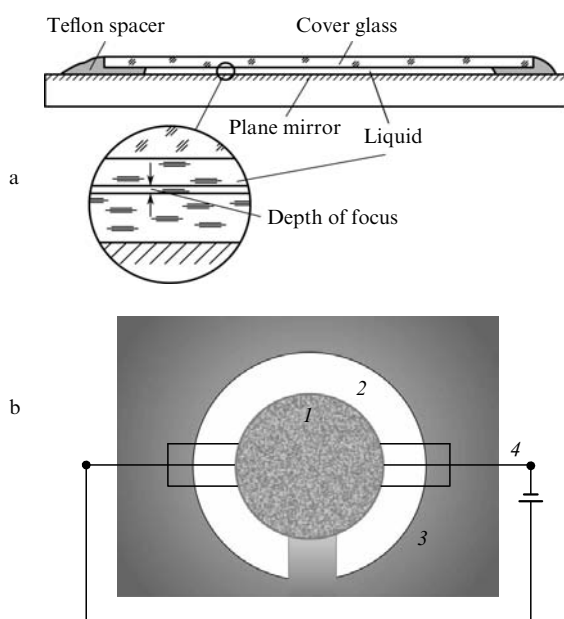 Teflon spacer
Cover glass
Plane mirror
Liquid
a
Depth of focus
b
1
2
3
4